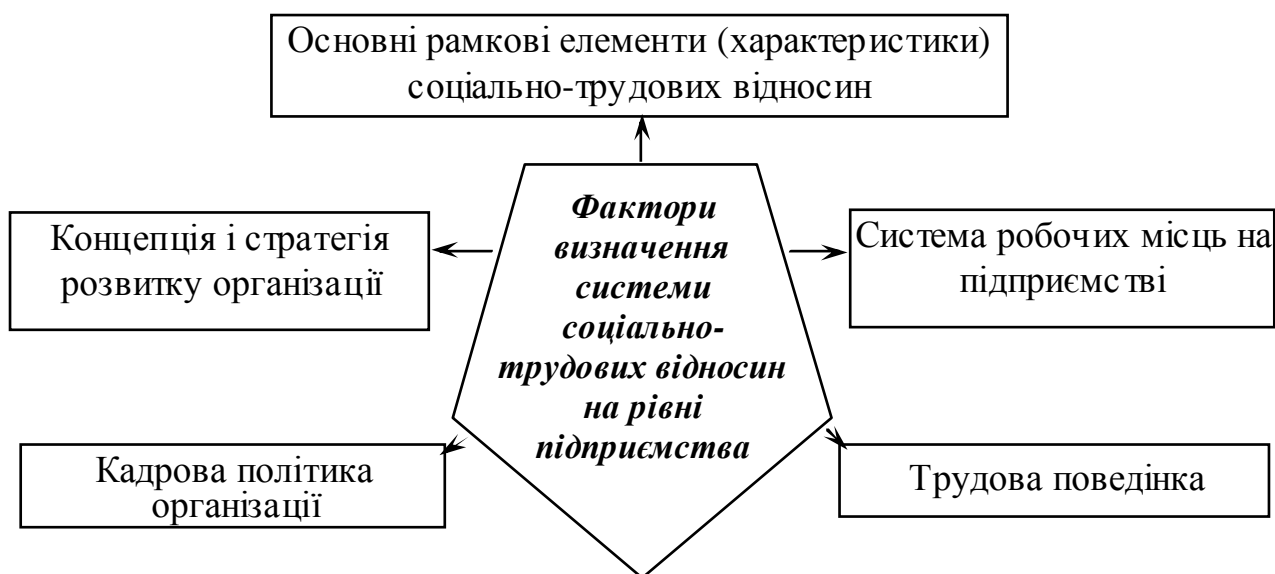 Основні рамкові елементи (характеристики)
соціально-трудових відносин
Фактори
визначення
системи
соціально-
трудових відносин
на рівні
підприємства
Концепція і стратегія
розвитку організації
Система робочих місць на
підприємстві
Кадрова політика
організації
Трудова поведінка